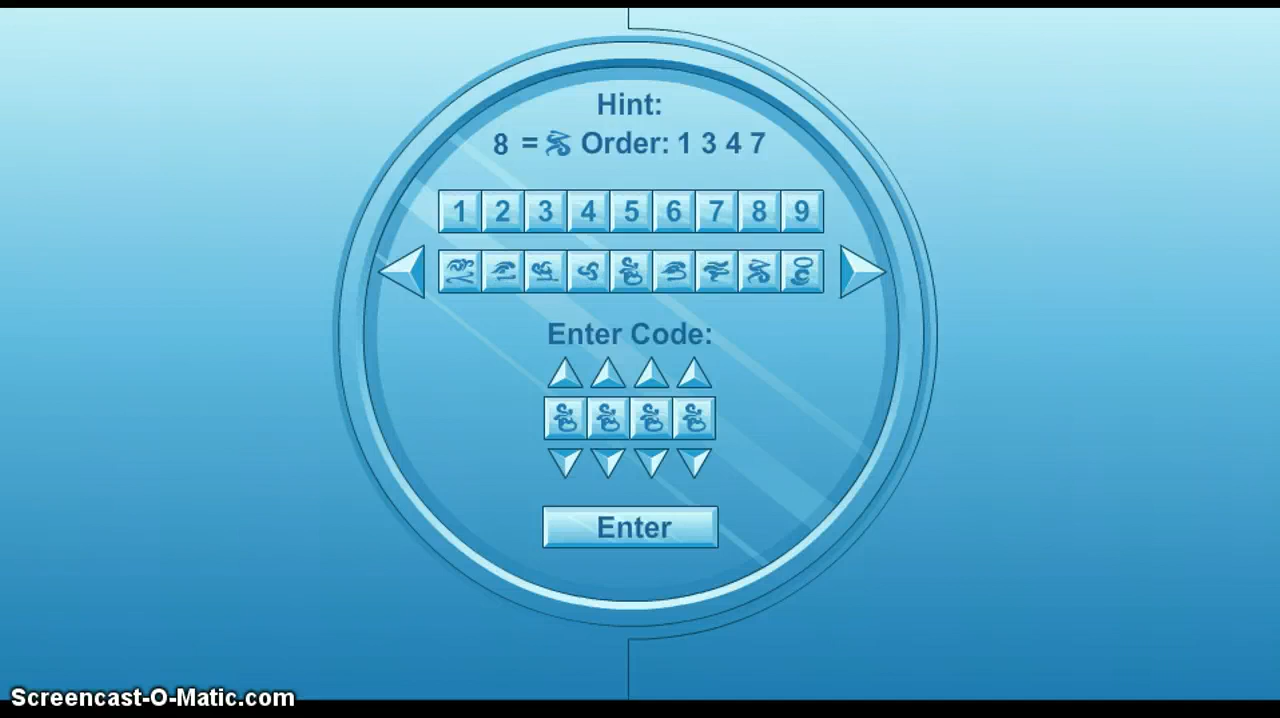 Hint:
8 = Order: 1 3 4 7
1 2 3 4 5 6 7 8 9
Enter Code:
Enter
Screencast-O-Matic.com